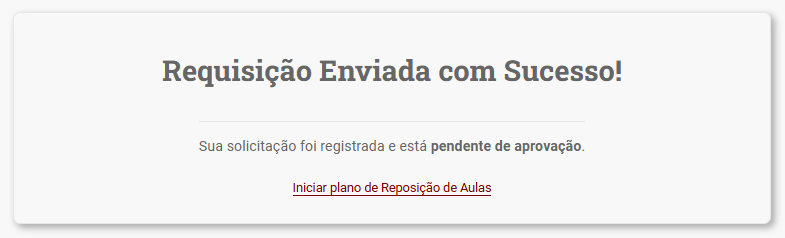 Requisição Enviada com Sucesso!
Sua solicitação foi registrada e está pendente de aprovação.
Iniciar plano de Reposição de Aulas